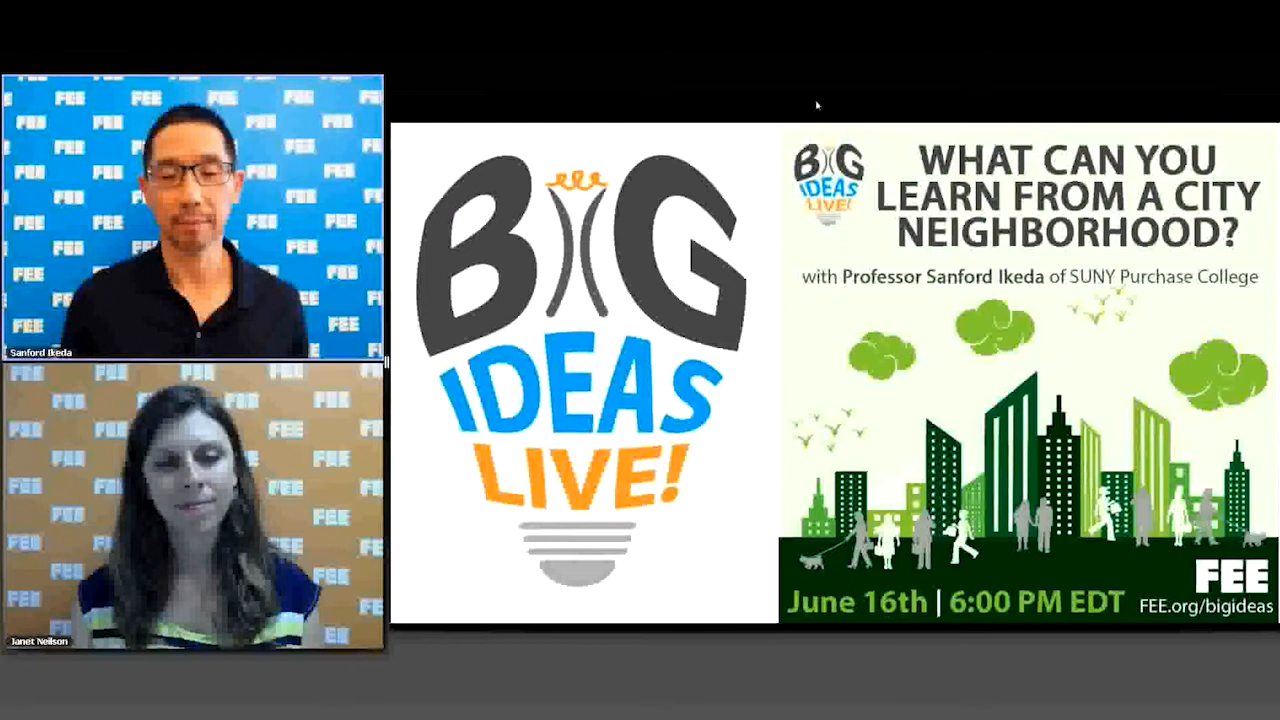 FEE
Sanford Ikeda
Janet Neilson
BIG
IDEAS
LIVE!
BIG
IDEAS
LIVE!
WHAT CAN YOU
LEARN FROM A CITY
NEIGHBORHOOD?
with Professor Sanford Ikeda of SUNY Purchase College
FEE
June 16th | 6:00 PM EDT
FEE.org/bigideas